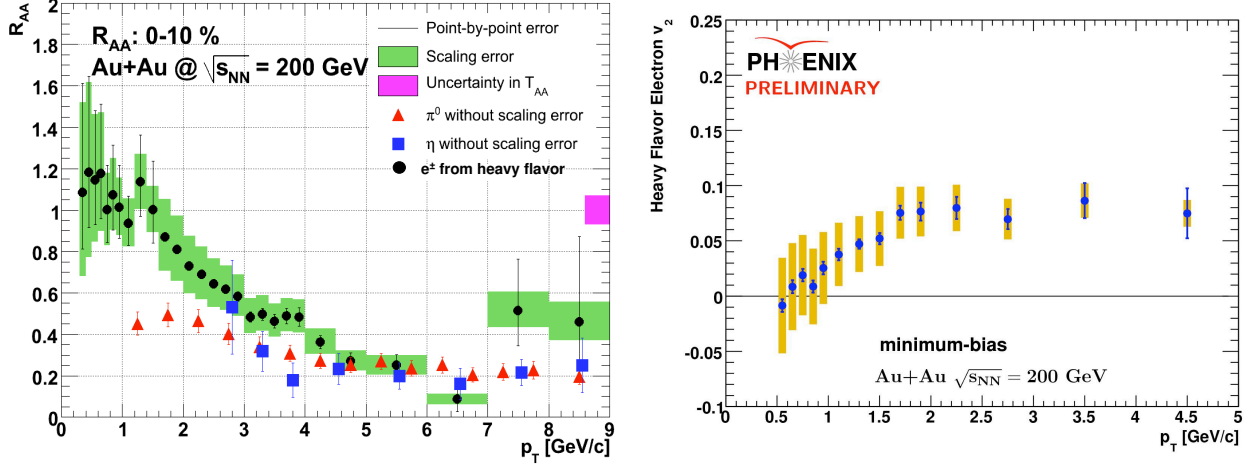 R_AA
2
1.8
1.6
1.4
1.2
1
0.8
0.6
0.4
0.2
0
R_AA: 0-10 %
Au+Au @ √s_NN = 200 GeV
Point-by-point error
Scaling error
Uncertainty in T_AA
π⁰ without scaling error
η without scaling error
e± from heavy flavor
0 1 2 3 4 5 6 7 8 9
p_T [GeV/c]
Heavy Flavor Electron v_2
0.25
0.2
0.15
0.1
0.05
0
-0.05
-0.1
PHENIX
PRELIMINARY
minimum-bias
Au+Au √s_NN = 200 GeV
0 0.5 1 1.5 2 2.5 3 3.5 4 4.5 5
p_T [GeV/c]